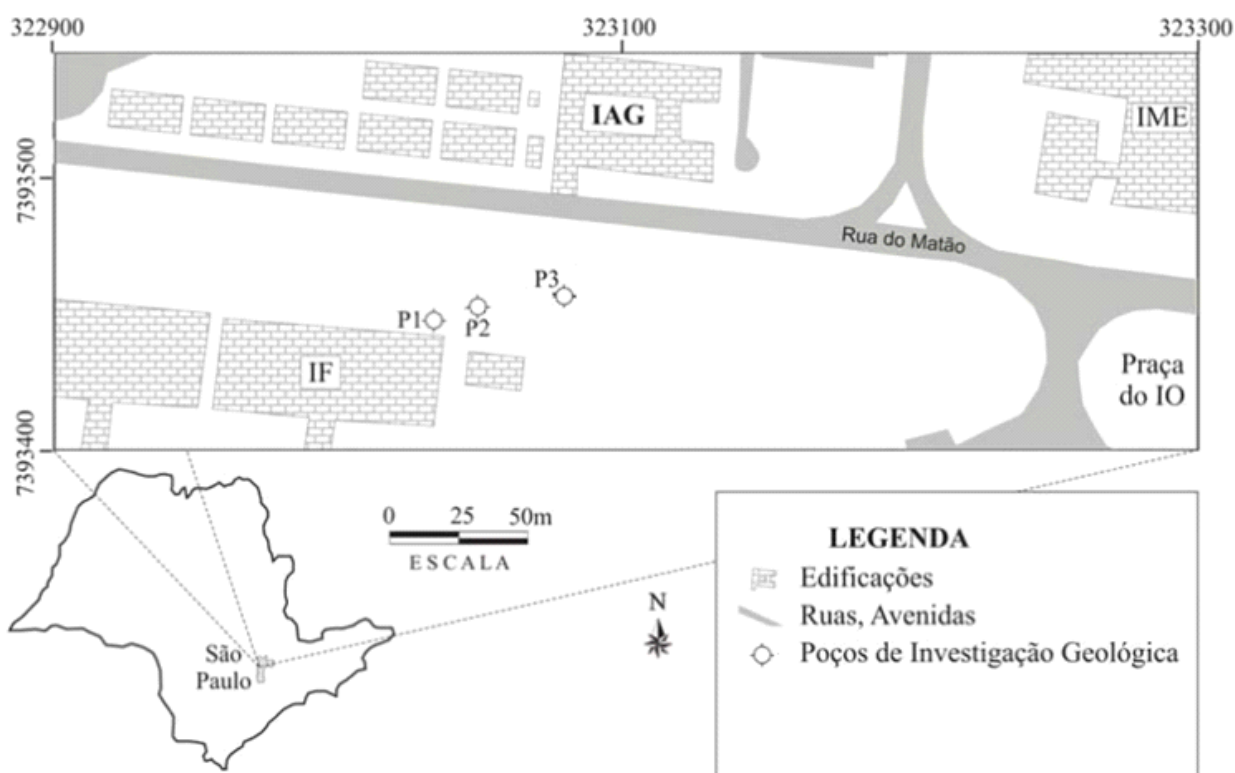 322900
323100
323300
7393500
7393400
IAG
IME
Rua do Matão
P3
P1
P2
IF
Praça
do IO
0 25 50m
ESCALA
N
São
Paulo
LEGENDA
Edificações
Ruas, Avenidas
Poços de Investigação Geológica